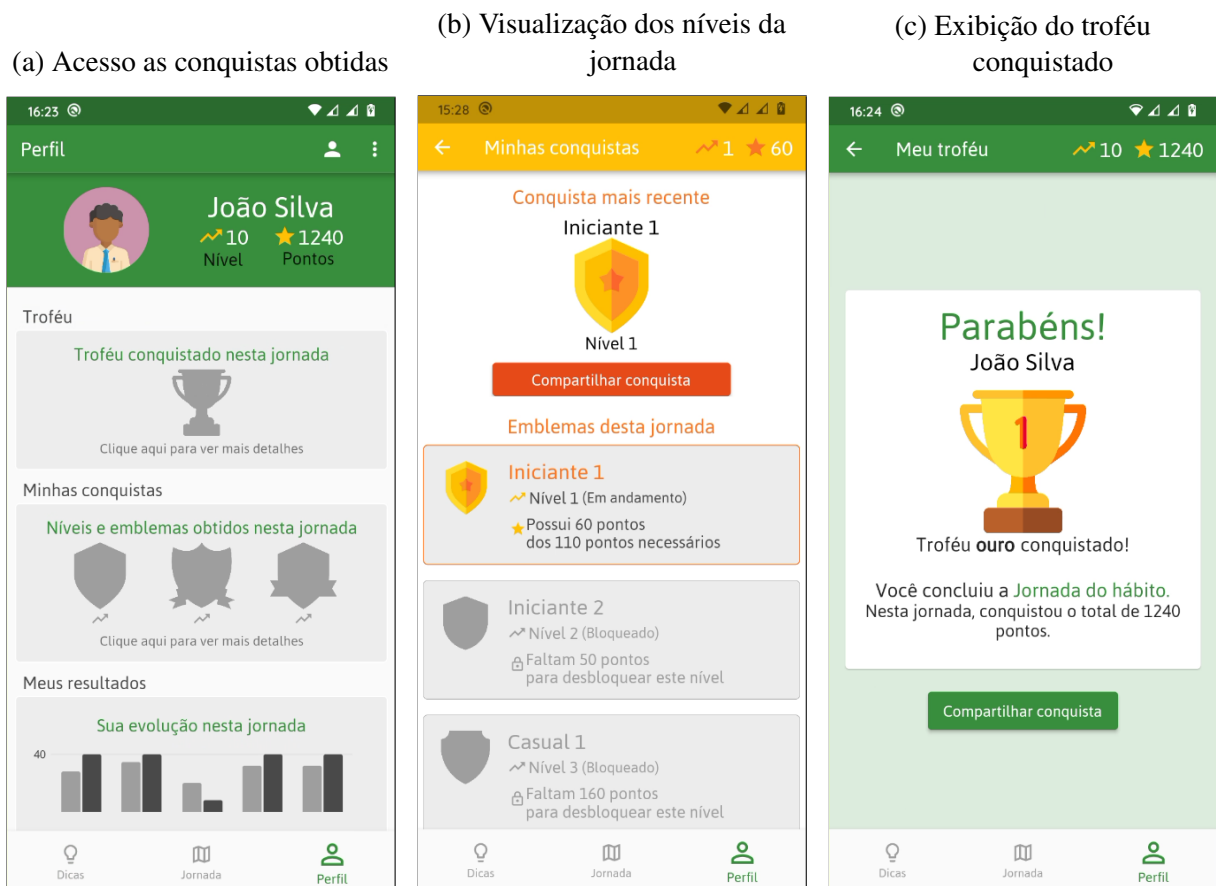 (a) Acesso as conquistas obtidas
16:23
Perfil
João Silva
10
1240
Nível
Pontos
Troféu
Troféu conquistado nesta jornada
Clique aqui para ver mais detalhes
Minhas conquistas
Níveis e emblemas obtidos nesta jornada
Clique aqui para ver mais detalhes
Meus resultados
Sua evolução nesta jornada
40
Dicas
Jornada
Perfil
(b) Visualização dos níveis da
jornada
15:28
Minhas conquistas
1
60
Conquista mais recente
Iniciante 1
Nível 1
Compartilhar conquista
Emblemas desta jornada
Iniciante 1
Nível 1 (Em andamento)
Possui 60 pontos
dos 110 pontos necessários
Iniciante 2
Nível 2 (Bloqueado)
Faltam 50 pontos
para desbloquear este nível
Casual 1
Nível 3 (Bloqueado)
Faltam 160 pontos
para desbloquear este nível
Dicas
Jornada
Perfil
(c) Exibição do troféu
conquistado
16:24
Meu troféu
10
1240
Parabéns!
João Silva
1
Troféu ouro conquistado!
Você concluiu a Jornada do hábito.
Nesta jornada, conquistou o total de 1240
pontos.
Compartilhar conquista
Dicas
Jornada
Perfil